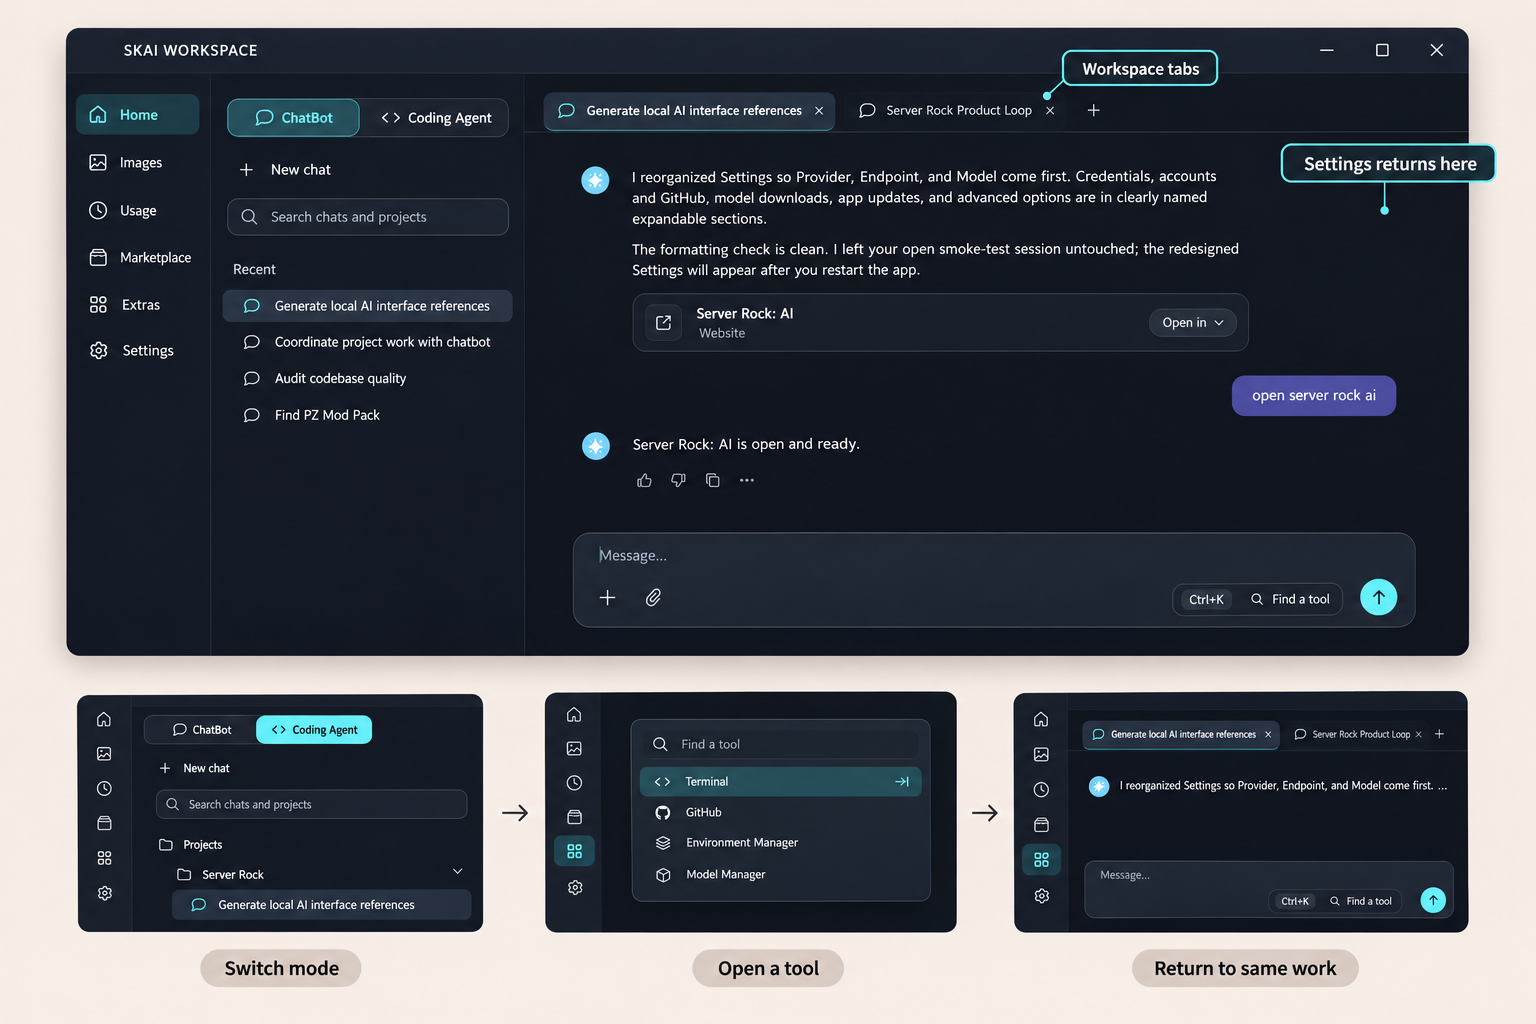 SKAI WORKSPACE
Workspace tabs
Home
Images
Usage
Marketplace
Extras
Settings
ChatBot
Coding Agent
New chat
Search chats and projects
Recent
Generate local AI interface references
Coordinate project work with chatbot
Audit codebase quality
Find PZ Mod Pack
Generate local AI interface references
Server Rock Product Loop
Settings returns here
I reorganized Settings so Provider, Endpoint, and Model come first. Credentials, accounts
and GitHub, model downloads, app updates, and advanced options are in clearly named
expandable sections.
The formatting check is clean. I left your open smoke-test session untouched; the redesigned
Settings will appear after you restart the app.
Server Rock: AI
Website
Open in
open server rock ai
Server Rock: AI is open and ready.
Message...
Ctrl+K
Find a tool
ChatBot
Coding Agent
New chat
Search chats and projects
Projects
Server Rock
Generate local AI interface references
Switch mode
Find a tool
Terminal
GitHub
Environment Manager
Model Manager
Open a tool
Generate local AI interface references
Server Rock Product Loop
I reorganized Settings so Provider, Endpoint, and Model come first. ...
Message...
Ctrl+K
Find a tool
Return to same work